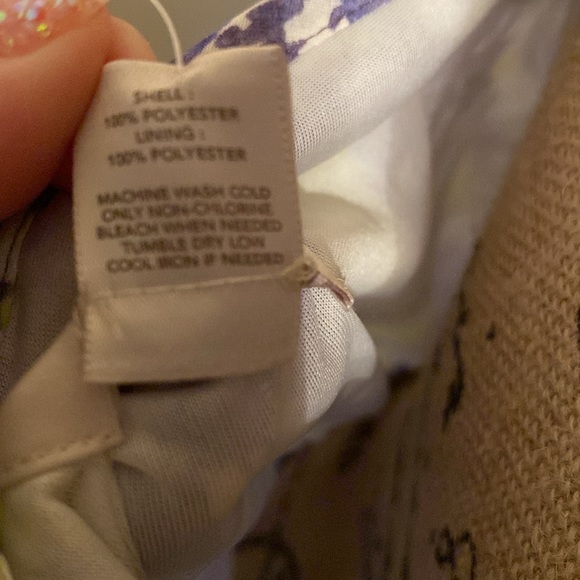 SHELL :
100% POLYESTER
LINING :
100% POLYESTER
MACHINE WASH COLD
ONLY NON-CHLORINE
BLEACH WHEN NEEDED
TUMBLE DRY LOW
COOL IRON IF NEEDED